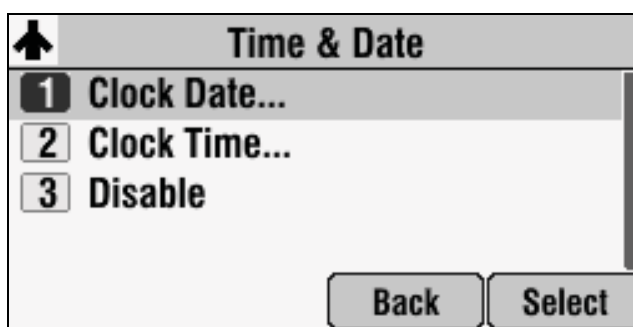 Time & Date
1 Clock Date...
2 Clock Time...
3 Disable
Back Select